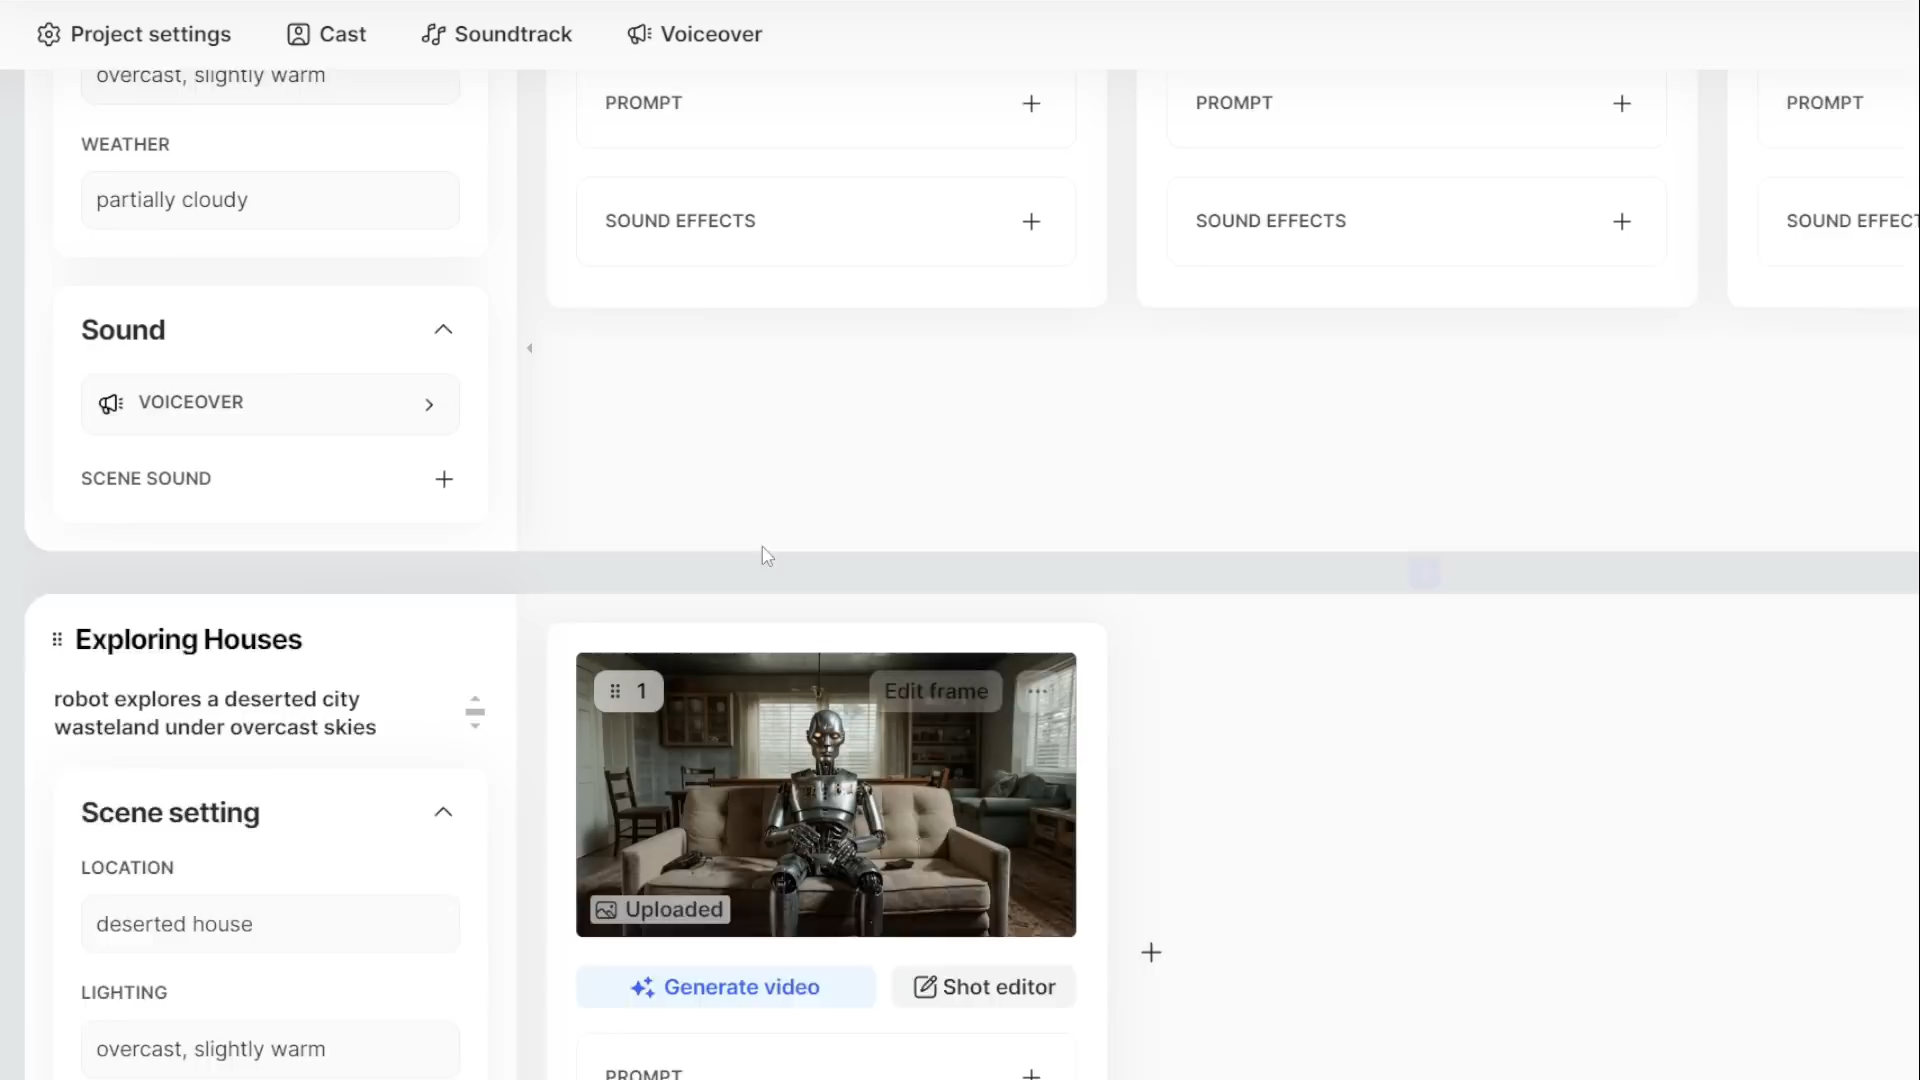 Project settings
Cast
Soundtrack
Voiceover
overcast, slightly warm
WEATHER
partially cloudy
PROMPT
SOUND EFFECTS
PROMPT
SOUND EFFECTS
PROMPT
SOUND EFFECT
Sound
VOICEOVER
SCENE SOUND
Exploring Houses
robot explores a deserted city
wasteland under overcast skies
Scene setting
LOCATION
deserted house
LIGHTING
overcast, slightly warm
1
Edit frame
Uploaded
Generate video
Shot editor
PROMPT